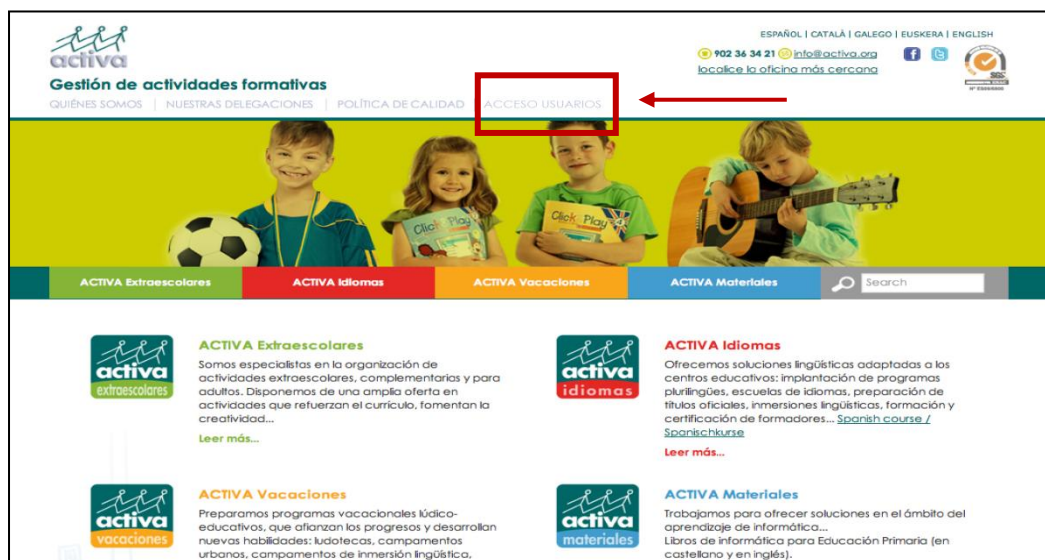 activa
ESPAÑOL | CATALÀ | GALEGO | EUSKERA | ENGLISH
902 36 34 21 info@activa.org
localice la oficina más cercana
SGS
Gestión de actividades formativas
QUIÉNES SOMOS | NUESTRAS DELEGACIONES | POLÍTICA DE CALIDAD ACCESO USUARIOS
Click Play
Click Play 4
ACTIVA Extraescolares ACTIVA Idiomas ACTIVA Vacaciones ACTIVA Materiales Search
activa extraescolares
ACTIVA Extraescolares
Somos especialistas en la organización de
actividades extraescolares, complementarias y para
adultos. Disponemos de una amplia oferta en
actividades que refuerzan el currículo, fomentan la
creatividad...
Leer más...
activa idiomas
ACTIVA Idiomas
Ofrecemos soluciones lingüísticas adaptadas a los
centros educativos: implantación de programas
plurilingües, escuelas de idiomas, preparación de
títulos oficiales, inmersiones lingüísticas, formación y
certificación de formadores... Spanish course /
Spanischkurse
Leer más...
activa vacaciones
ACTIVA Vacaciones
Preparamos programas vacacionales lúdico-
educativos, que afianzan los progresos y desarrollan
nuevas habilidades: ludotecas, campamentos
urbanos, campamentos de inmersión lingüística,
activa materiales
ACTIVA Materiales
Trabajamos para ofrecer soluciones en el ámbito del
aprendizaje de informática...
Libros de informática para Educación Primaria (en
castellano y en inglés).